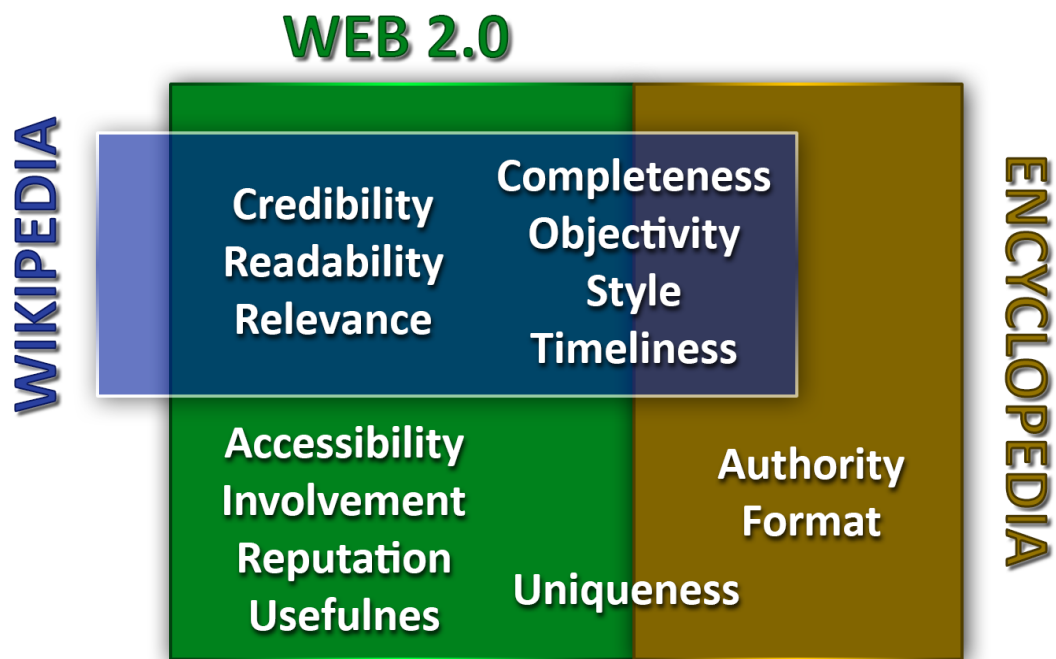 WEB 2.0
WIKIPEDIA
ENCYCLOPEDIA
Credibility
Readability
Relevance
Completeness
Objectivity
Style
Timeliness
Accessibility
Involvement
Reputation
Usefulnes
Uniqueness
Authority
Format